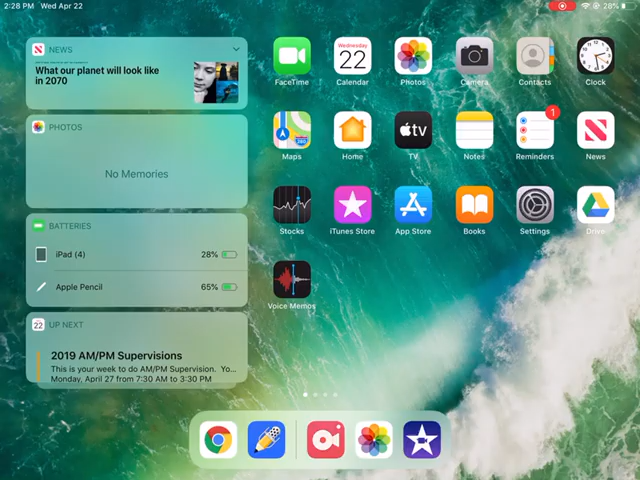 2:28 PM Wed Apr 22
28%
NEWS
What our planet will look like
in 2070
PHOTOS
No Memories
BATTERIES
iPad (4) 28%
Apple Pencil 65%
22 UP NEXT
2019 AM/PM Supervisions
This is your week to do AM/PM Supervision. Yo...
Monday, April 27 from 7:30 AM to 3:30 PM
Wednesday
22
FaceTime Calendar Photos Camera Contacts Clock
280
tv
1
Maps Home TV Notes Reminders News
Stocks iTunes Store App Store Books Settings Drive
Voice Memos